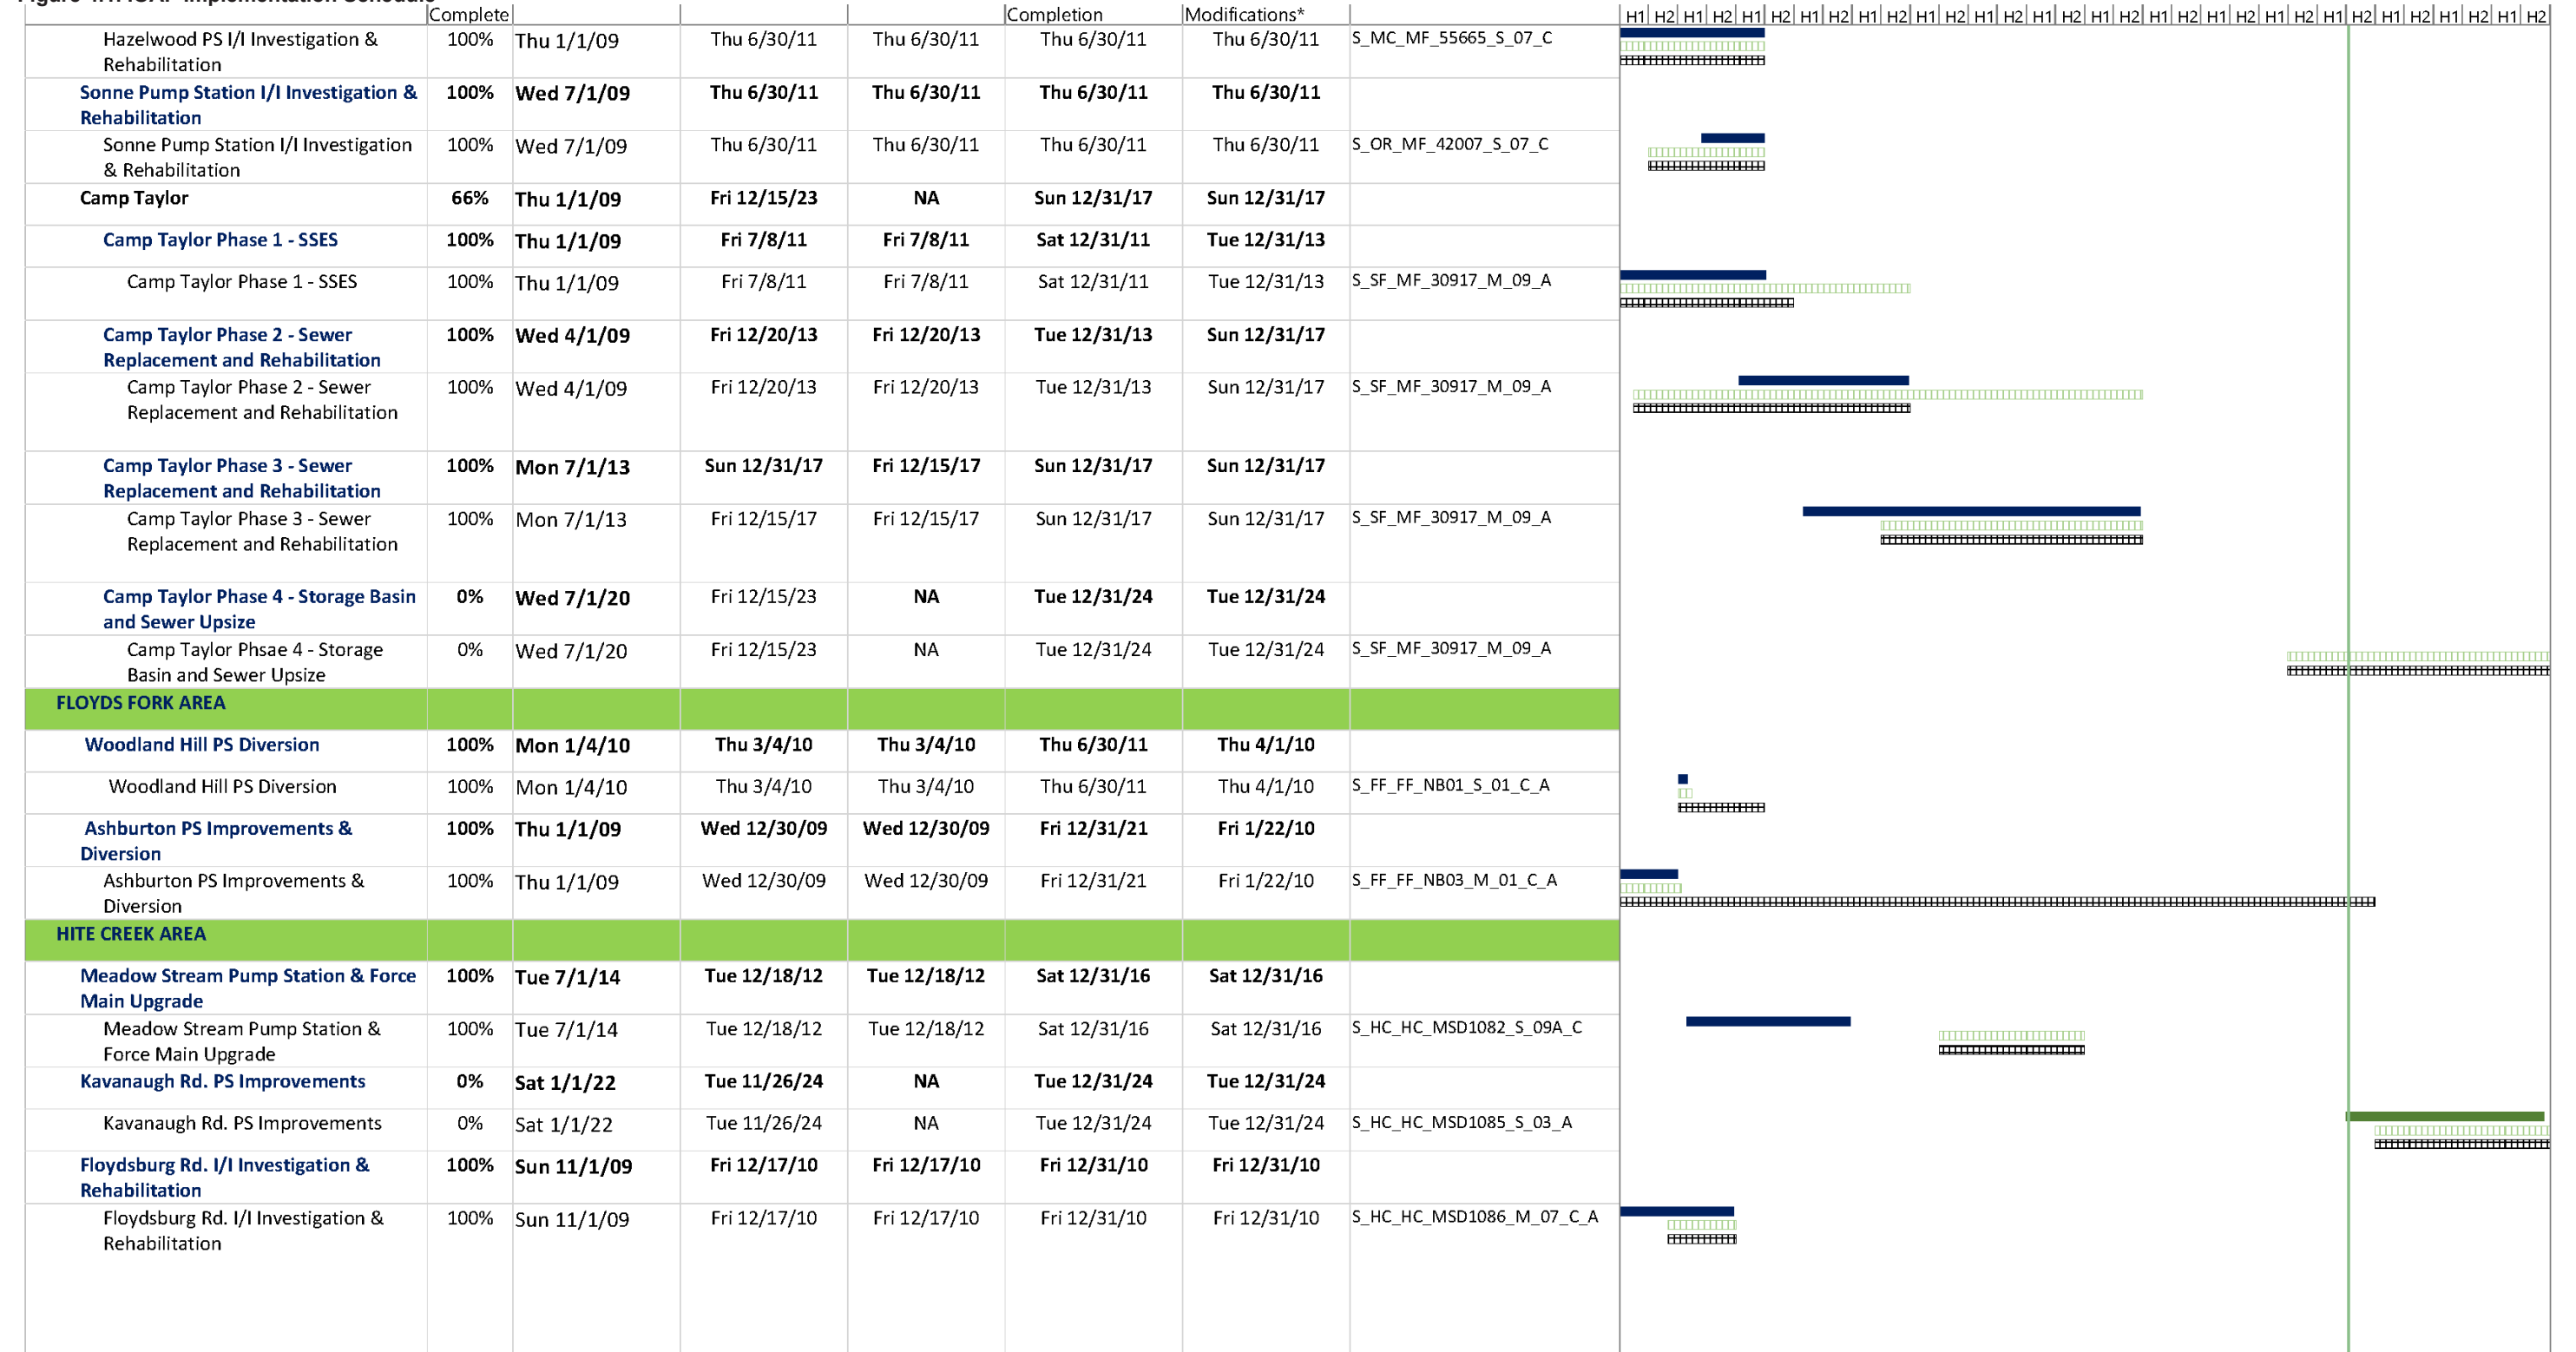 Complete Completion Modifications* H1 H2 H1 H2 H1 H2 H1 H2 H1 H2 H1 H2 H1 H2 H1 H2 H1 H2 H1 H2 H1 H2 H1 H2 H1 H2 H1 H2 H1 H2 H1 H2
Hazelwood PS I/I Investigation & 100% Thu 1/1/09 Thu 6/30/11 Thu 6/30/11 Thu 6/30/11 Thu 6/30/11 S_MC_MF_55665_S_07_C
Rehabilitation
Sonne Pump Station I/I Investigation & 100% Wed 7/1/09 Thu 6/30/11 Thu 6/30/11 Thu 6/30/11 Thu 6/30/11
Rehabilitation
Sonne Pump Station I/I Investigation 100% Wed 7/1/09 Thu 6/30/11 Thu 6/30/11 Thu 6/30/11 Thu 6/30/11 S_OR_MF_42007_S_07_C
& Rehabilitation
Camp Taylor 66% Thu 1/1/09 Fri 12/15/23 NA Sun 12/31/17 Sun 12/31/17
Camp Taylor Phase 1 - SSES 100% Thu 1/1/09 Fri 7/8/11 Fri 7/8/11 Sat 12/31/11 Tue 12/31/13
Camp Taylor Phase 1 - SSES 100% Thu 1/1/09 Fri 7/8/11 Fri 7/8/11 Sat 12/31/11 Tue 12/31/13 S_SF_MF_30917_M_09_A
Camp Taylor Phase 2 - Sewer 100% Wed 4/1/09 Fri 12/20/13 Fri 12/20/13 Tue 12/31/13 Sun 12/31/17
Replacement and Rehabilitation
Camp Taylor Phase 2 - Sewer 100% Wed 4/1/09 Fri 12/20/13 Fri 12/20/13 Tue 12/31/13 Sun 12/31/17 S_SF_MF_30917_M_09_A
Replacement and Rehabilitation
Camp Taylor Phase 3 - Sewer 100% Mon 7/1/13 Sun 12/31/17 Fri 12/15/17 Sun 12/31/17 Sun 12/31/17
Replacement and Rehabilitation
Camp Taylor Phase 3 - Sewer 100% Mon 7/1/13 Fri 12/15/17 Fri 12/15/17 Sun 12/31/17 Sun 12/31/17 S_SF_MF_30917_M_09_A
Replacement and Rehabilitation
Camp Taylor Phase 4 - Storage Basin 0% Wed 7/1/20 Fri 12/15/23 NA Tue 12/31/24 Tue 12/31/24
and Sewer Upsize
Camp Taylor Phsae 4 - Storage 0% Wed 7/1/20 Fri 12/15/23 NA Tue 12/31/24 Tue 12/31/24 S_SF_MF_30917_M_09_A
Basin and Sewer Upsize
FLOYDS FORK AREA
Woodland Hill PS Diversion 100% Mon 1/4/10 Thu 3/4/10 Thu 3/4/10 Thu 6/30/11 Thu 4/1/10
Woodland Hill PS Diversion 100% Mon 1/4/10 Thu 3/4/10 Thu 3/4/10 Thu 6/30/11 Thu 4/1/10 S_FF_FF_NB01_S_01_C_A
Ashburton PS Improvements & 100% Thu 1/1/09 Wed 12/30/09 Wed 12/30/09 Fri 12/31/21 Fri 1/22/10
Diversion
Ashburton PS Improvements & 100% Thu 1/1/09 Wed 12/30/09 Wed 12/30/09 Fri 12/31/21 Fri 1/22/10 S_FF_FF_NB03_M_01_C_A
Diversion
HITE CREEK AREA
Meadow Stream Pump Station & Force 100% Tue 7/1/14 Tue 12/18/12 Tue 12/18/12 Sat 12/31/16 Sat 12/31/16
Main Upgrade
Meadow Stream Pump Station & 100% Tue 7/1/14 Tue 12/18/12 Tue 12/18/12 Sat 12/31/16 Sat 12/31/16 S_HC_HC_MSD1082_S_09A_C
Force Main Upgrade
Kavanaugh Rd. PS Improvements 0% Sat 1/1/22 Tue 11/26/24 NA Tue 12/31/24 Tue 12/31/24
Kavanaugh Rd. PS Improvements 0% Sat 1/1/22 Tue 11/26/24 NA Tue 12/31/24 Tue 12/31/24 S_HC_HC_MSD1085_S_03_A
Floydsburg Rd. I/I Investigation & 100% Sun 11/1/09 Fri 12/17/10 Fri 12/17/10 Fri 12/31/10 Fri 12/31/10
Rehabilitation
Floydsburg Rd. I/I Investigation & 100% Sun 11/1/09 Fri 12/17/10 Fri 12/17/10 Fri 12/31/10 Fri 12/31/10 S_HC_HC_MSD1086_M_07_C_A
Rehabilitation